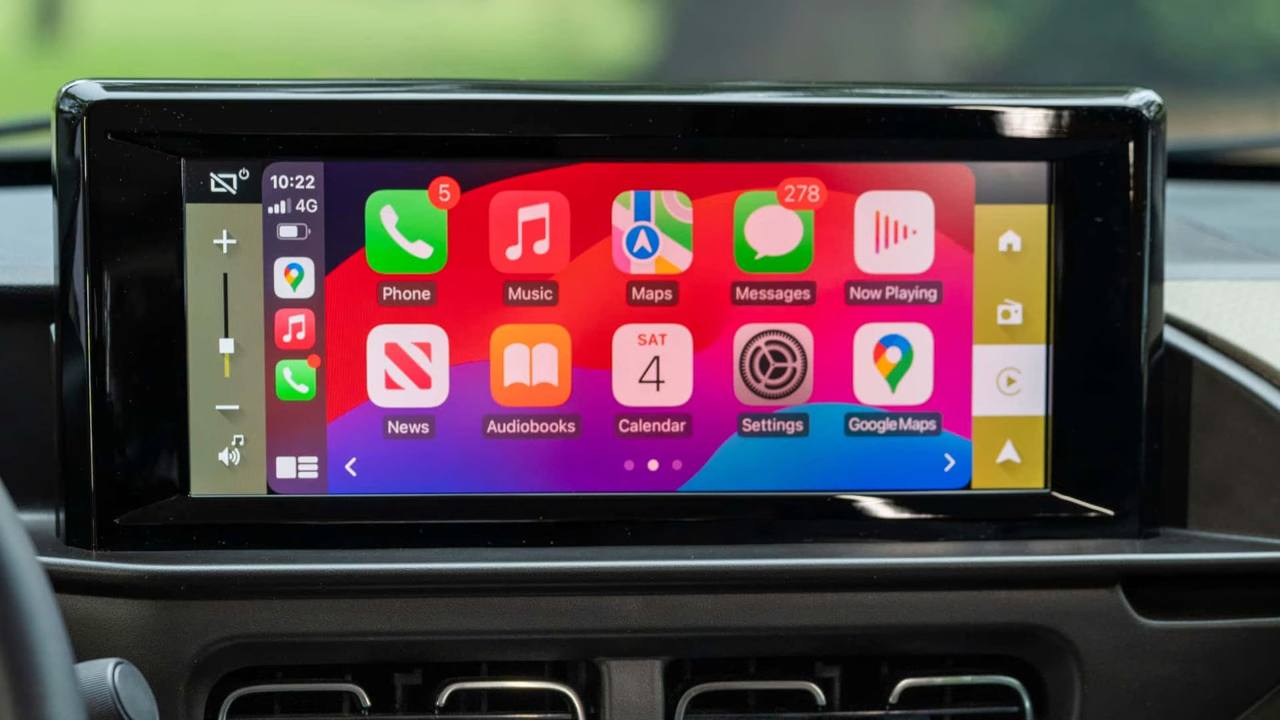 10:22
4G
5
278
Phone
Music
Maps
Messages
Now Playing
SAT
4
News
Audiobooks
Calendar
Settings
Google Maps